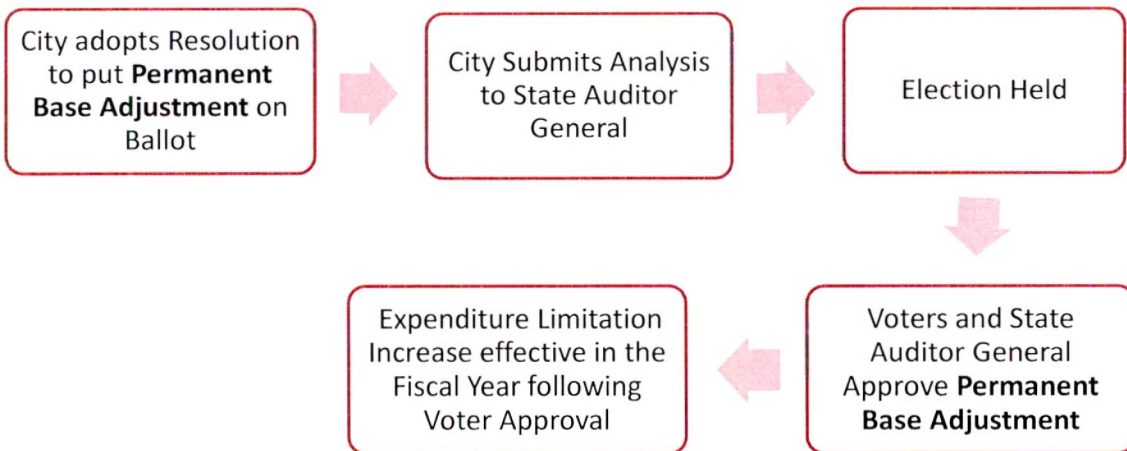 City adopts Resolution
to put Permanent
Base Adjustment on
Ballot
City Submits Analysis
to State Auditor
General
Election Held
Voters and State
Auditor General
Approve Permanent
Base Adjustment
Expenditure Limitation
Increase effective in the
Fiscal Year following
Voter Approval